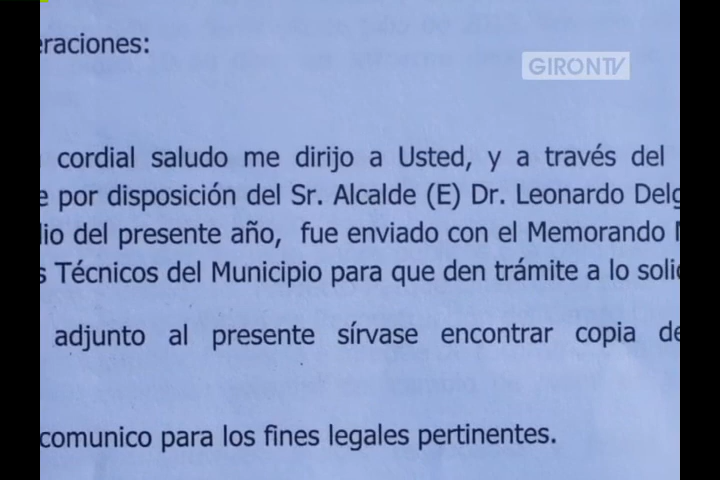 eraciones:
GIRONTV
cordial saludo me dirijo a Usted, y a través del
e por disposición del Sr. Alcalde (E) Dr. Leonardo Delg
lio del presente año, fue enviado con el Memorando
s Técnicos del Municipio para que den trámite a lo solic
adjunto al presente sírvase encontrar copia de
comunico para los fines legales pertinentes.